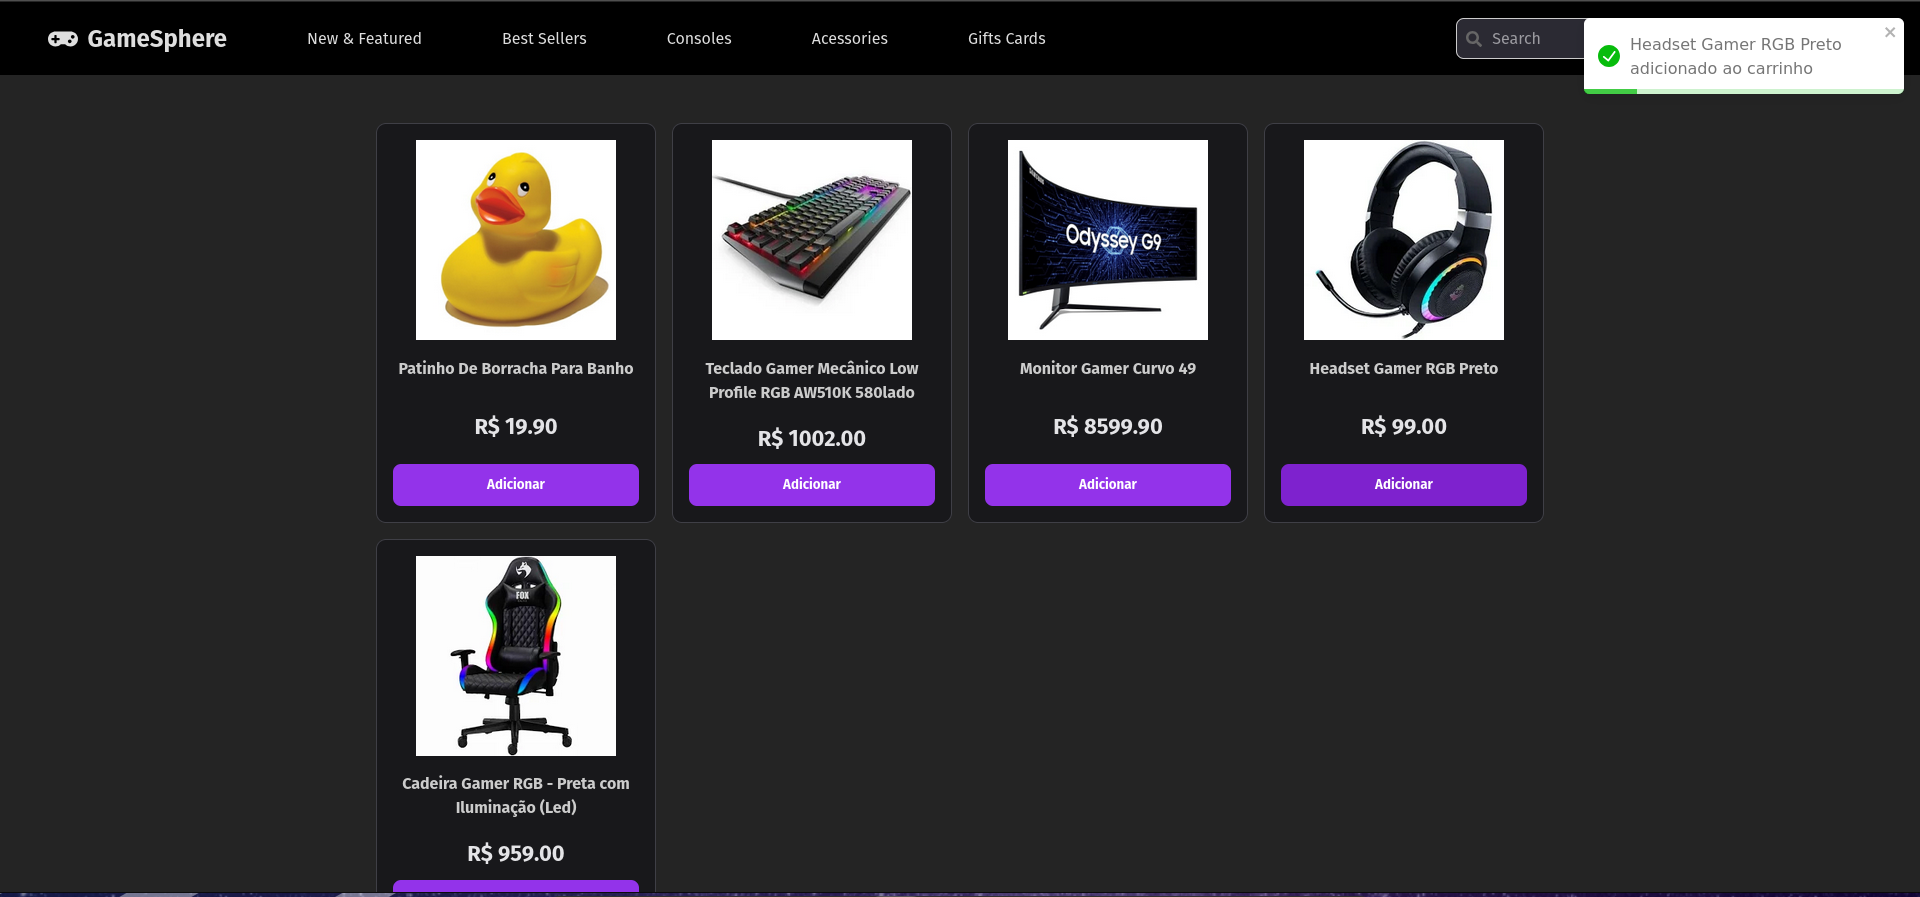 GameSphere
New & Featured
Best Sellers
Consoles
Acessories
Gifts Cards
Search
Headset Gamer RGB Preto
adicionado ao carrinho
Odyssey G9
Patinho De Borracha Para Banho
R$ 19.90
Adicionar
Teclado Gamer Mecânico Low
Profile RGB AW510K 580lado
R$ 1002.00
Adicionar
Monitor Gamer Curvo 49
R$ 8599.90
Adicionar
Headset Gamer RGB Preto
R$ 99.00
Adicionar
FOX
Cadeira Gamer RGB - Preta com
Iluminação (Led)
R$ 959.00